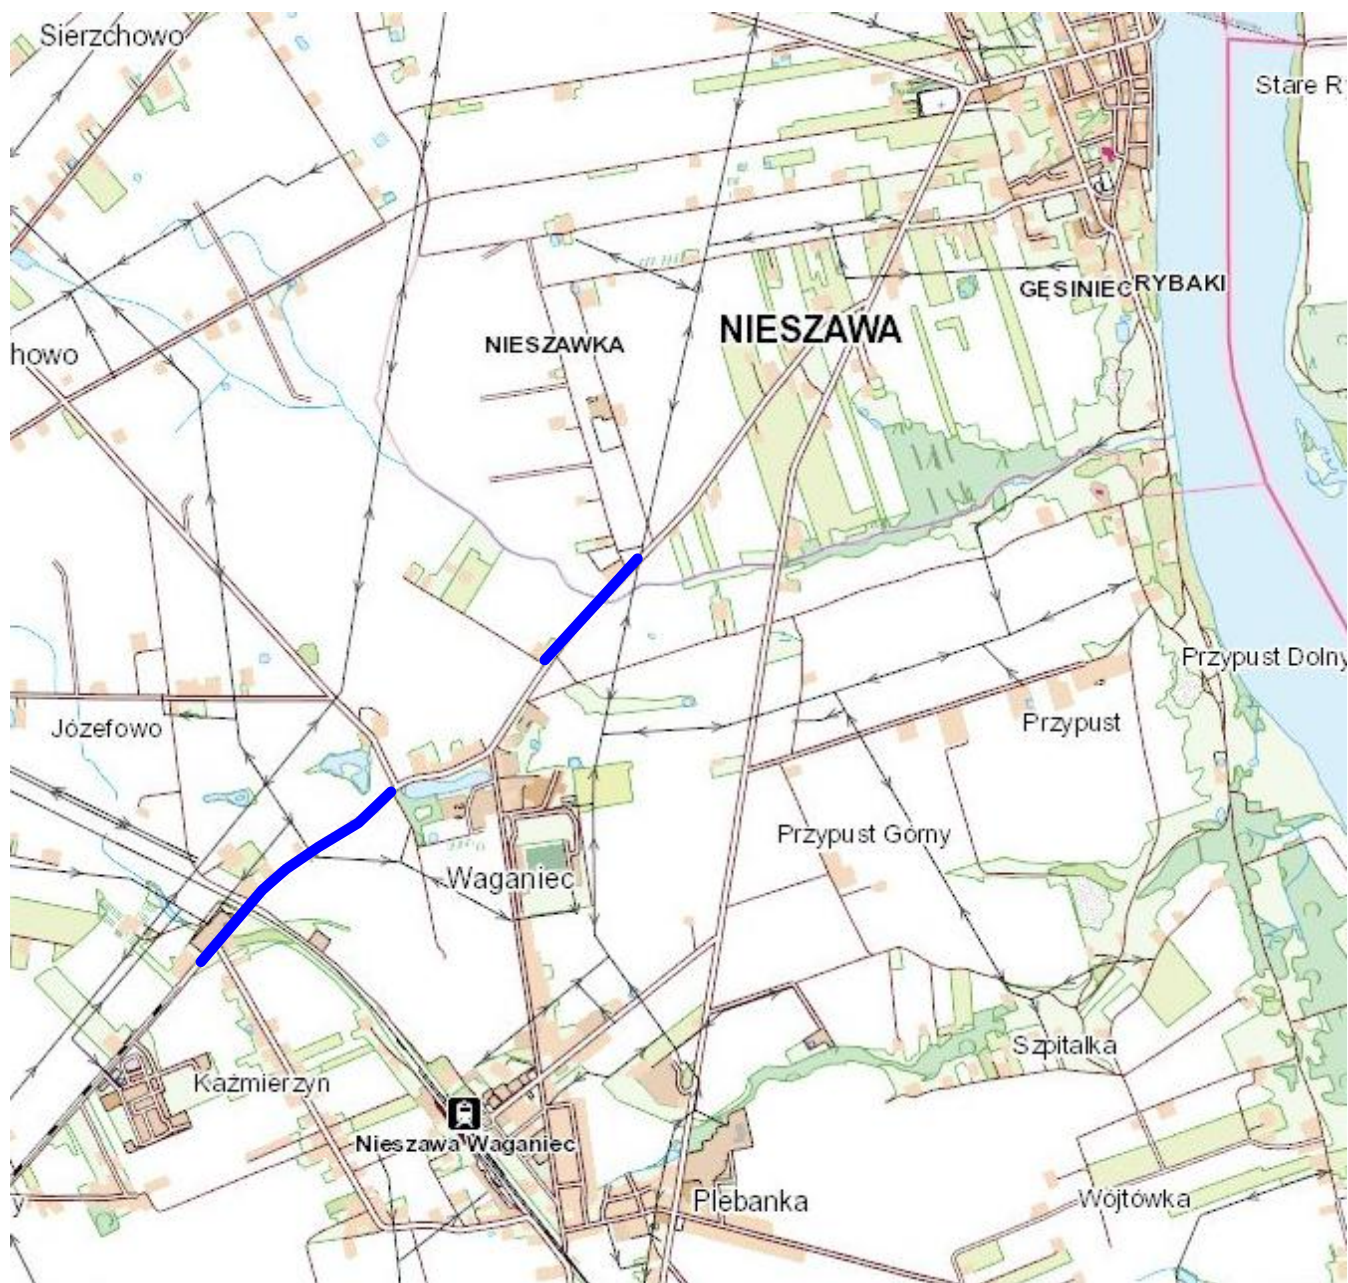 Sierzchowo
Stare R
GĘSINIEC
RYBAKI
NIESZAWA
NIESZAWKA
howo
Przypust Dolny
Józefowo
Przypust
Przypust Górny
Waganiec
Szpitalka
Kaźmierzyn
Nieszawa Waganiec
Plebanka
Wójtówka
y